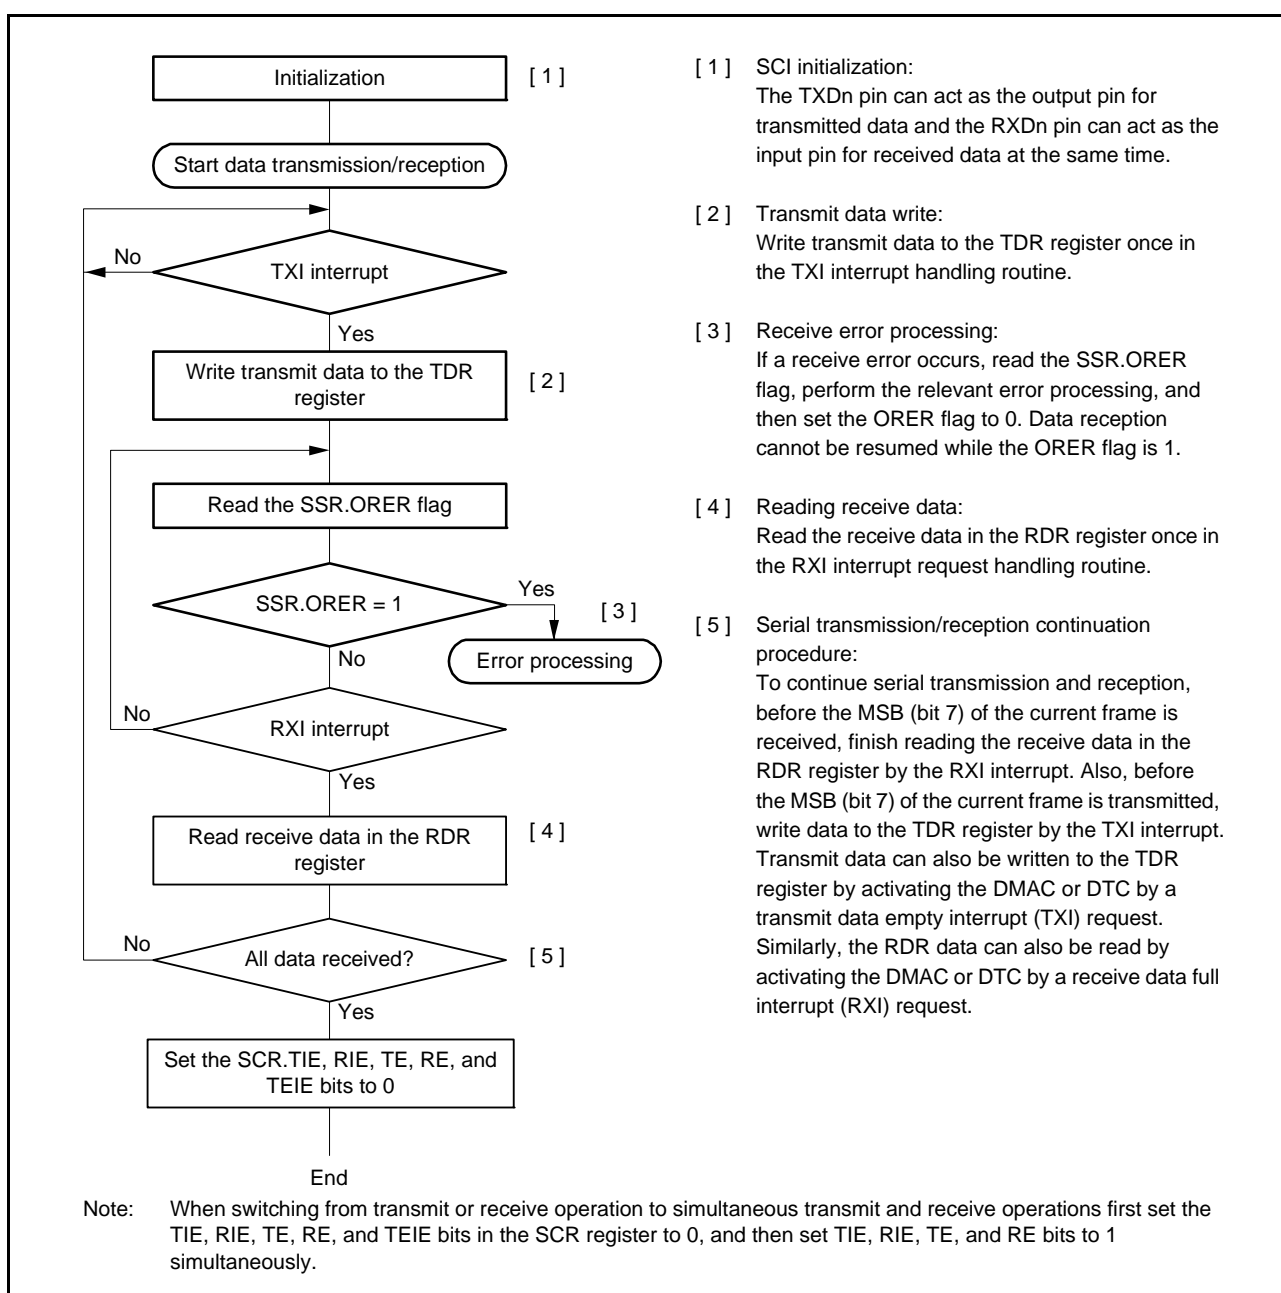 Initialization
[ 1 ]
Start data transmission/reception
No
TXI interrupt
Yes
Write transmit data to the TDR
register
[ 2 ]
Read the SSR.ORER flag
SSR.ORER = 1
Yes
[ 3 ]
Error processing
No
No
RXI interrupt
Yes
Read receive data in the RDR
register
[ 4 ]
No
All data received?
[ 5 ]
Yes
Set the SCR.TIE, RIE, TE, RE, and
TEIE bits to 0
End
[ 1 ] SCI initialization:
The TXDn pin can act as the output pin for
transmitted data and the RXDn pin can act as the
input pin for received data at the same time.
[ 2 ] Transmit data write:
Write transmit data to the TDR register once in
the TXI interrupt handling routine.
[ 3 ] Receive error processing:
If a receive error occurs, read the SSR.ORER
flag, perform the relevant error processing, and
then set the ORER flag to 0. Data reception
cannot be resumed while the ORER flag is 1.
[ 4 ] Reading receive data:
Read the receive data in the RDR register once in
the RXI interrupt request handling routine.
[ 5 ] Serial transmission/reception continuation
procedure:
To continue serial transmission and reception,
before the MSB (bit 7) of the current frame is
received, finish reading the receive data in the
RDR register by the RXI interrupt. Also, before
the MSB (bit 7) of the current frame is transmitted,
write data to the TDR register by the TXI interrupt.
Transmit data can also be written to the TDR
register by activating the DMAC or DTC by a
transmit data empty interrupt (TXI) request.
Similarly, the RDR data can also be read by
activating the DMAC or DTC by a receive data full
interrupt (RXI) request.
Note: When switching from transmit or receive operation to simultaneous transmit and receive operations first set the
TIE, RIE, TE, RE, and TEIE bits in the SCR register to 0, and then set TIE, RIE, TE, and RE bits to 1
simultaneously.